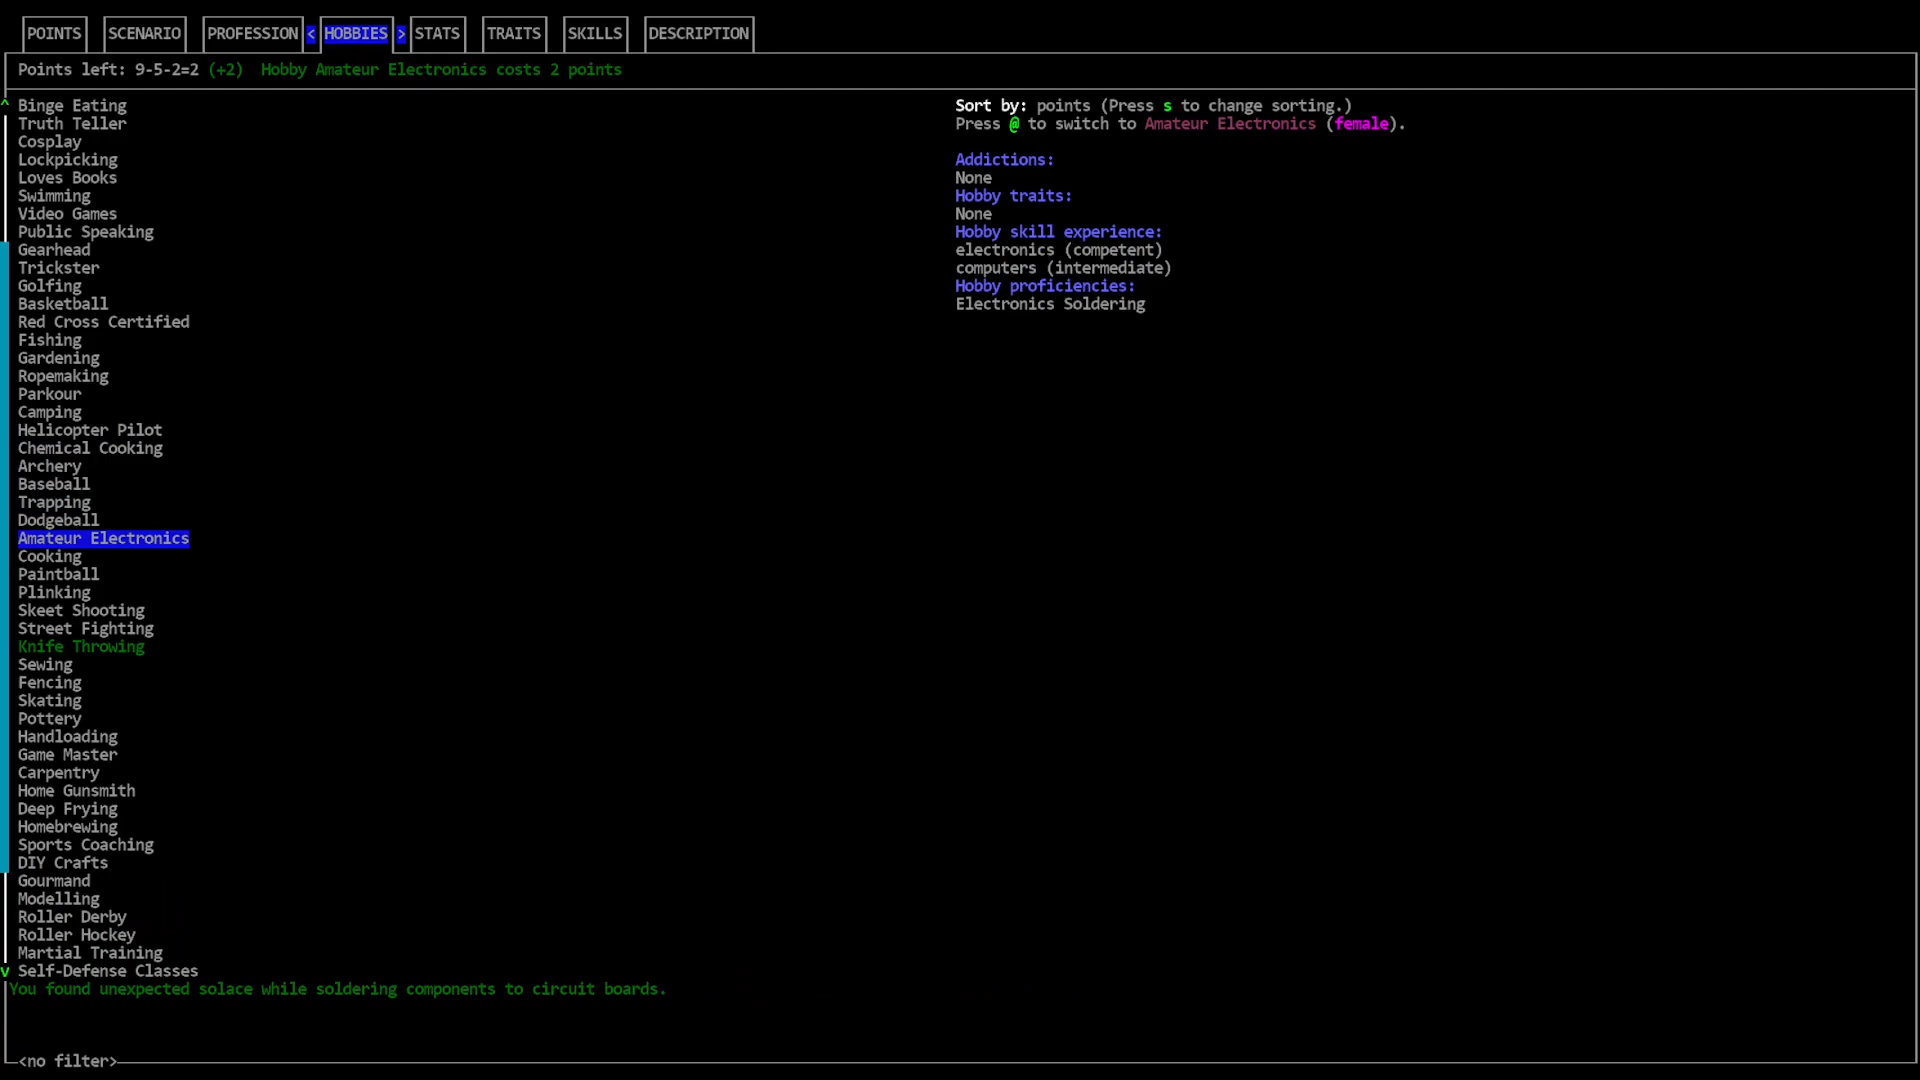 POINTS SCENARIO PROFESSION < HOBBIES > STATS TRAITS SKILLS DESCRIPTION
Points left: 9-5-2=2 (+2) Hobby Amateur Electronics costs 2 points
^ Binge Eating
Truth Teller
Cosplay
Lockpicking
Loves Books
Swimming
Video Games
Public Speaking
Gearhead
Trickster
Golfing
Basketball
Red Cross Certified
Fishing
Gardening
Ropemaking
Parkour
Camping
Helicopter Pilot
Chemical Cooking
Archery
Baseball
Trapping
Dodgeball
Amateur Electronics
Cooking
Paintball
Plinking
Skeet Shooting
Street Fighting
Knife Throwing
Sewing
Fencing
Skating
Pottery
Handloading
Game Master
Carpentry
Home Gunsmith
Deep Frying
Homebrewing
Sports Coaching
DIY Crafts
Gourmand
Modelling
Roller Derby
Roller Hockey
Martial Training
v Self-Defense Classes
Sort by: points (Press s to change sorting.)
Press @ to switch to Amateur Electronics (female).
Addictions:
None
Hobby traits:
None
Hobby skill experience:
electronics (competent)
computers (intermediate)
Hobby proficiencies:
Electronics Soldering
You found unexpected solace while soldering components to circuit boards.
<no filter>